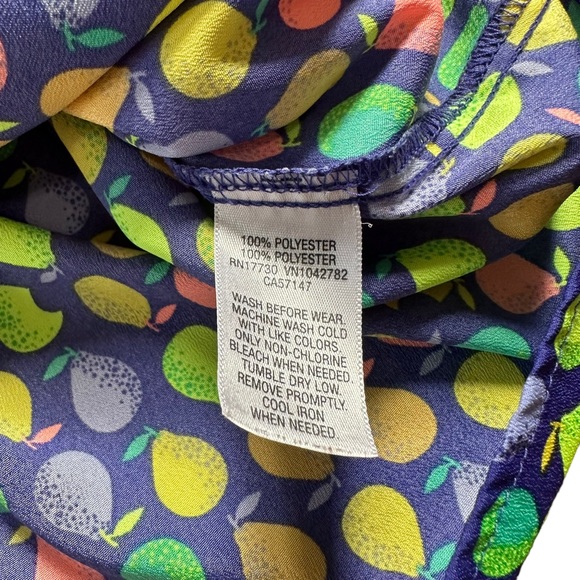 100% POLYESTER
100% POLYESTER
RN17730 VN1042782
CA57147
WASH BEFORE WEAR.
MACHINE WASH COLD
WITH LIKE COLORS.
ONLY NON-CHLORINE
BLEACH WHEN NEEDED.
TUMBLE DRY LOW.
REMOVE PROMPTLY.
COOL IRON
WHEN NEEDED.